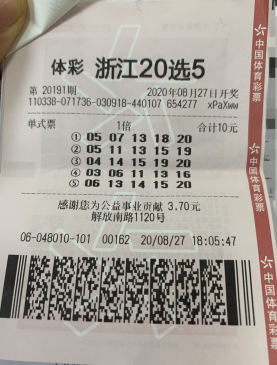 体彩 浙江20选5
第 20191期 2020年08月27日开奖
110338-071736-030918-440107 654277 xPaXww
单式票 1倍 合计10元
① 05 07 13 18 20
② 05 11 13 15 19
③ 04 14 15 19 20
④ 03 06 11 13 16
⑤ 06 13 14 15 20
感谢您为公益事业贡献 3.70元
解放南路1120号
06-048010-101 00162 20/08/27 18:05:47
中国体育彩票
中国体育彩票
中国体育彩票